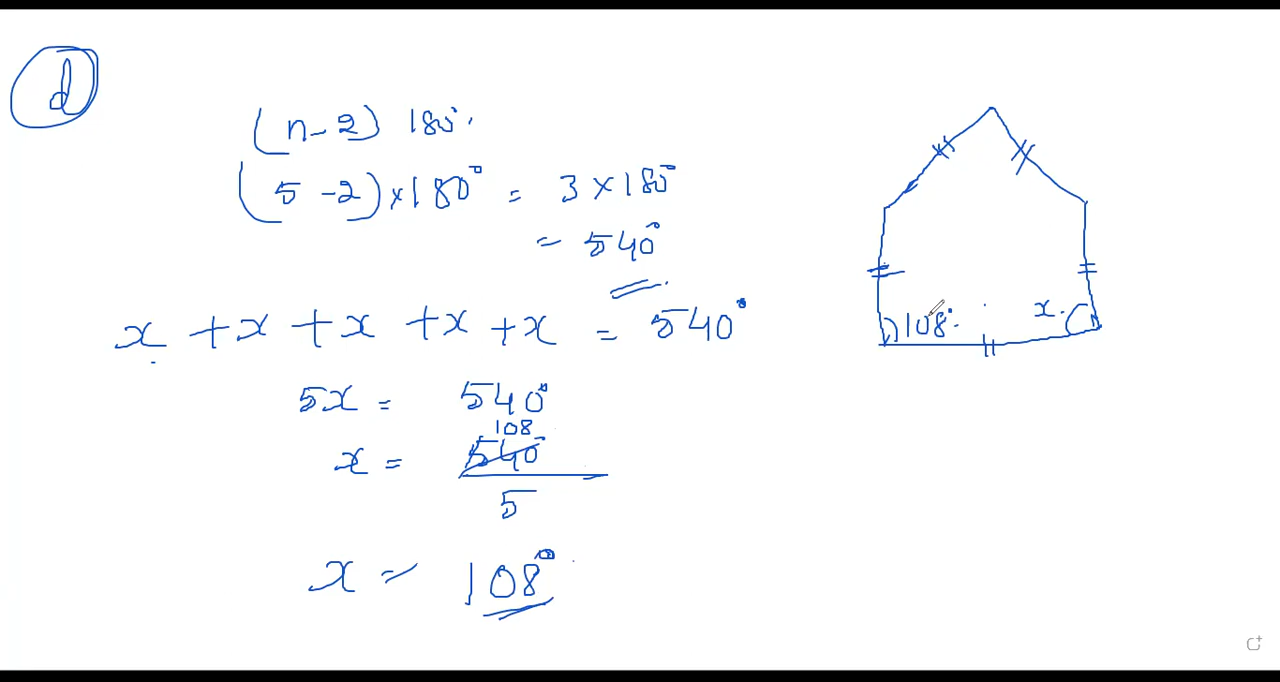 d
(n-2) 180°.
(5-2)×180° = 3×180°
= 540°
x + x + x + x + x = 540°
5x = 540°
108
x = 540°
5
x = 108°
108°.
x.